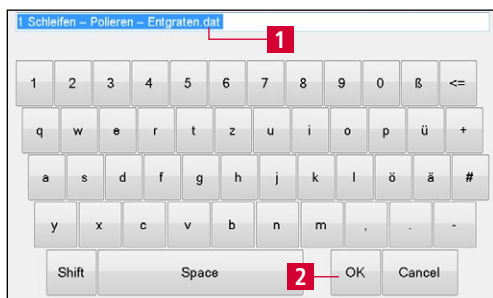 1 Schleifen – Polieren – Entgraten.dat
1
1 2 3 4 5 6 7 8 9 0 ß <=
q w e r t z u i o p ü +
a s d f g h j k l ö ä #
y x c v b n m , . -
Shift Space 2 OK Cancel